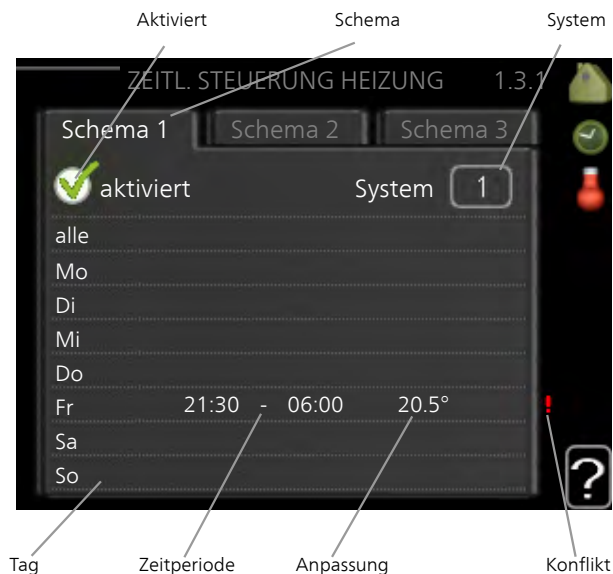 Aktiviert Schema System
ZEITL. STEUERUNG HEIZUNG 1.3.1
Schema 1 Schema 2 Schema 3
aktiviert System 1
alle
Mo
Di
Mi
Do
Fr 21:30 - 06:00 20.5° !
Sa
So
?
Tag Zeitperiode Anpassung Konflikt